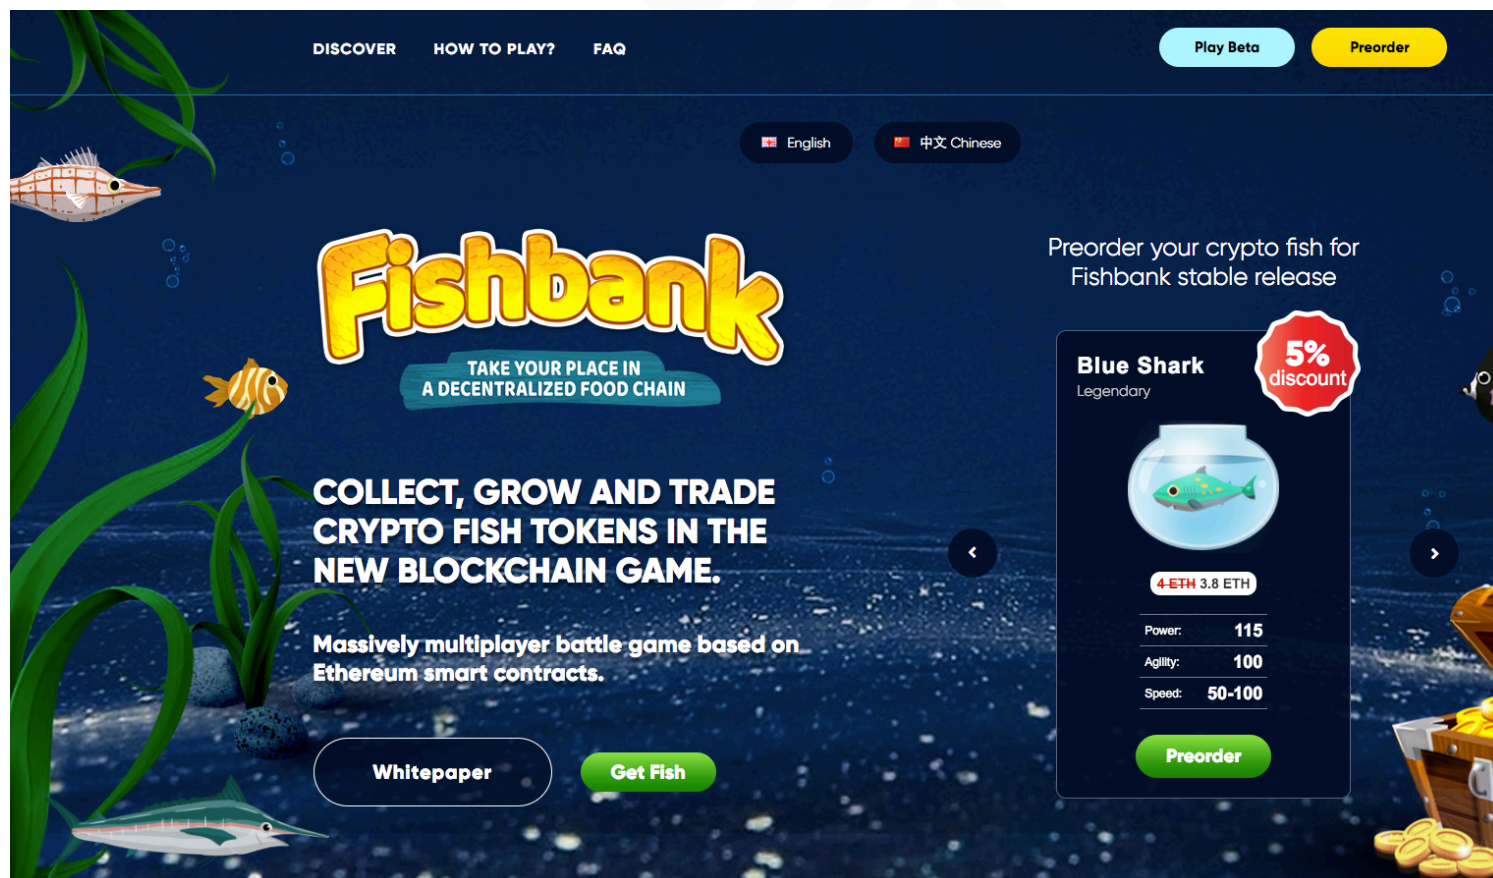 DISCOVER
HOW TO PLAY?
FAQ
Play Beta
Preorder
English
中文 Chinese
Fishbank
TAKE YOUR PLACE IN
A DECENTRALIZED FOOD CHAIN
COLLECT, GROW AND TRADE
CRYPTO FISH TOKENS IN THE
NEW BLOCKCHAIN GAME.
Massively multiplayer battle game based on
Ethereum smart contracts.
Whitepaper
Get Fish
Preorder your crypto fish for
Fishbank stable release
5%
discount
Blue Shark
Legendary
4 ETH 3.8 ETH
Power: 115
Agility: 100
Speed: 50-100
Preorder